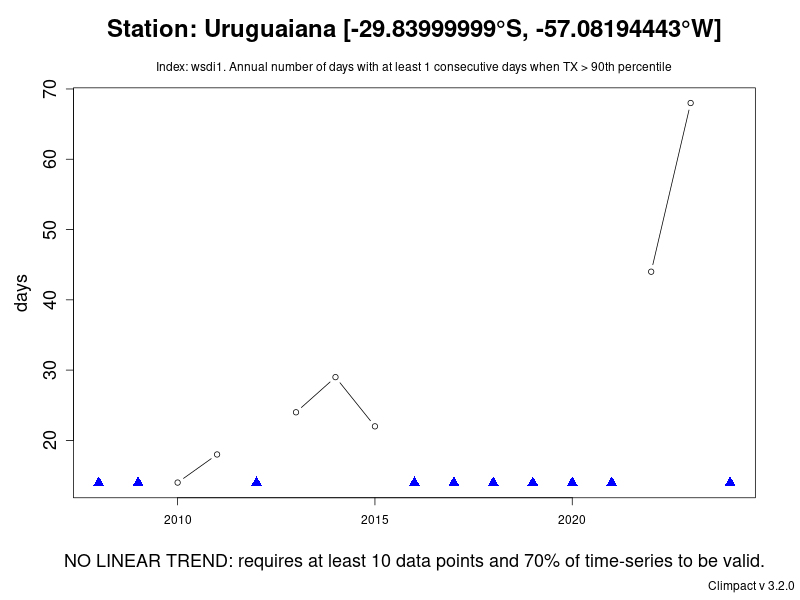 Station: Uruguaiana [-29.83999999°S, -57.08194443°W]
Index: wsdi1. Annual number of days with at least 1 consecutive days when TX > 90th percentile
70
60
50
40
30
20
days
2010 2015 2020
NO LINEAR TREND: requires at least 10 data points and 70% of time-series to be valid.
Climpact v 3.2.0